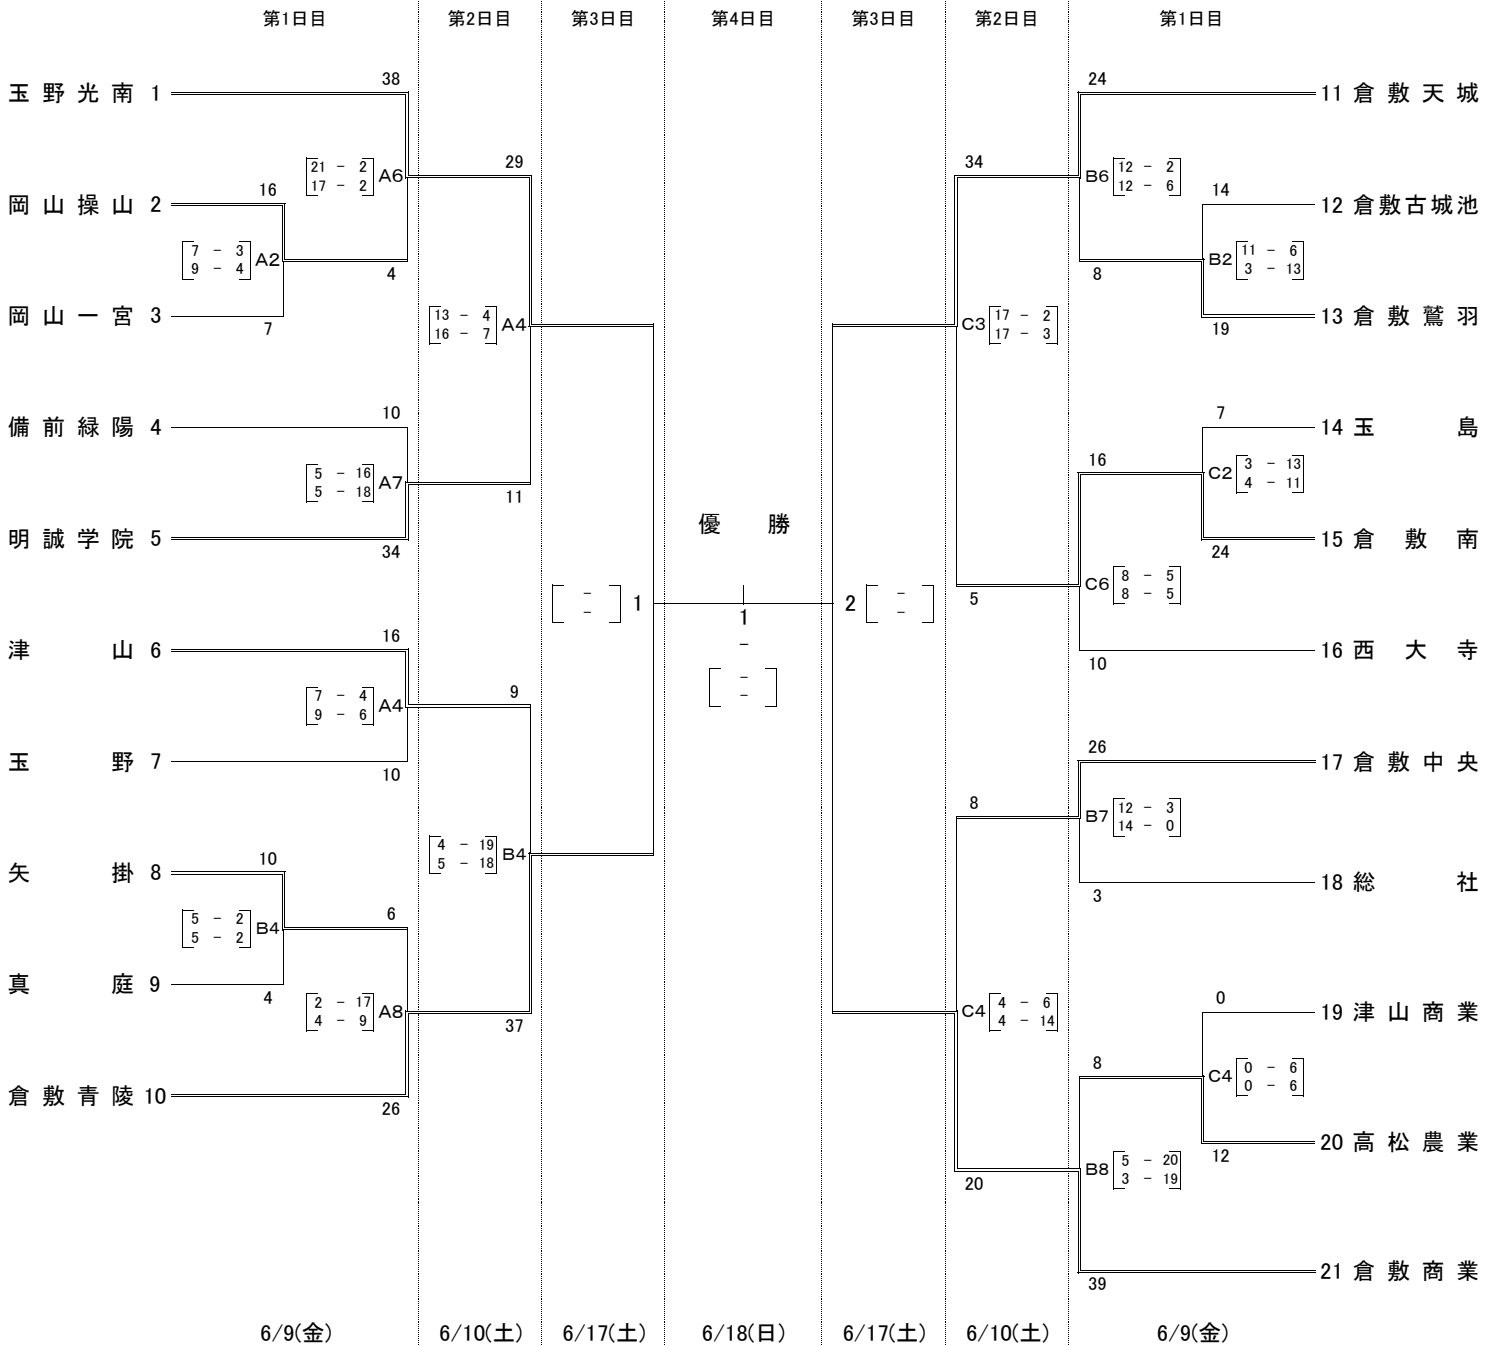 第1日目 第2日目 第3日目 第4日目 第3日目 第2日目 第1日目
38 24
玉野光南 1 11 倉敷天城
29 34
21 - 2 12 - 2
17 - 2 A6 B6 12 - 6
16 14
岡山操山 2 12 倉敷古城池
7 - 3 11 - 6
9 - 4 A2 B2 3 - 13
4 8
岡山一宮 3 13 倉敷鷲羽
13 - 4 17 - 2
16 - 7 A4 C3 17 - 3
7 19
10 7
備前緑陽 4 14 玉島
16
5 - 16 3 - 13
5 - 18 A7 C2 4 - 11
11
優勝
明誠学院 5 15 倉敷南
34 24
8 - 5
8 - 5 C6
5
- 1 2 -
- -
1
-
-
-
16
津山 6 16 西大寺
10
9
7 - 4
9 - 6 A4
26
玉野 7 17 倉敷中央
10
8
12 - 3
B7 14 - 0
4 - 19
5 - 18 B4
10
矢掛 8 18 総社
3
6
5 - 2
5 - 2 B4
真庭 9
4 0
2 - 17 4 - 6
4 - 9 A8 C4 4 - 14
19 津山商業
37
8
0 - 6
C4 0 - 6
倉敷青陵 10
26
20 高松農業
12
5 - 20
B8 3 - 19
20
21 倉敷商業
39
6/9(金) 6/10(土) 6/17(土) 6/18(日) 6/17(土) 6/10(土) 6/9(金)